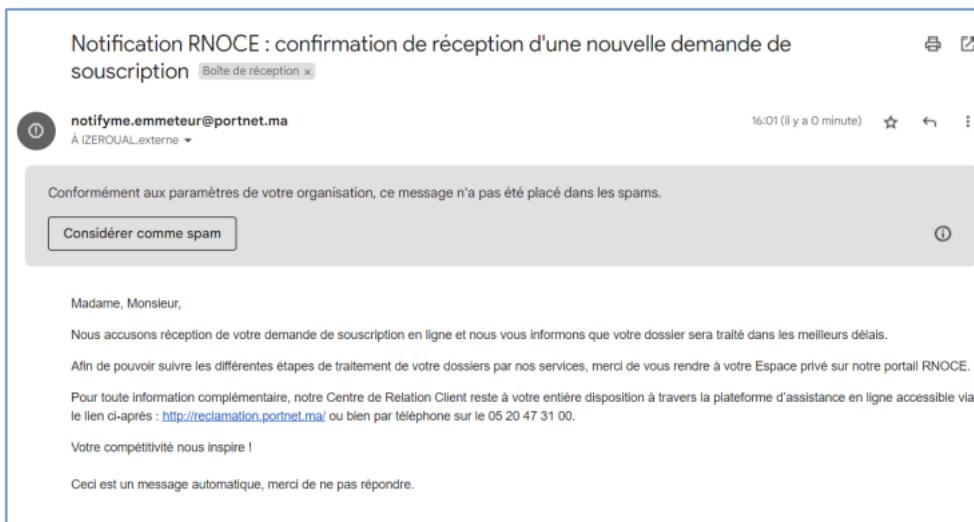 Notification RNOCE : confirmation de réception d'une nouvelle demande de
souscription Boîte de réception ×
notifyme.emmeteur@portnet.ma 16:01 (il y a 0 minute)
À IZEROUAL.externe
Conformément aux paramètres de votre organisation, ce message n'a pas été placé dans les spams.
Considérer comme spam
Madame, Monsieur,
Nous accusons réception de votre demande de souscription en ligne et nous vous informons que votre dossier sera traité dans les meilleurs délais.
Afin de pouvoir suivre les différentes étapes de traitement de votre dossiers par nos services, merci de vous rendre à votre Espace privé sur notre portail RNOCE.
Pour toute information complémentaire, notre Centre de Relation Client reste à votre entière disposition à travers la plateforme d'assistance en ligne accessible via
le lien ci-après : http://reclamation.portnet.ma/ ou bien par téléphone sur le 05 20 47 31 00.
Votre compétitivité nous inspire !
Ceci est un message automatique, merci de ne pas répondre.